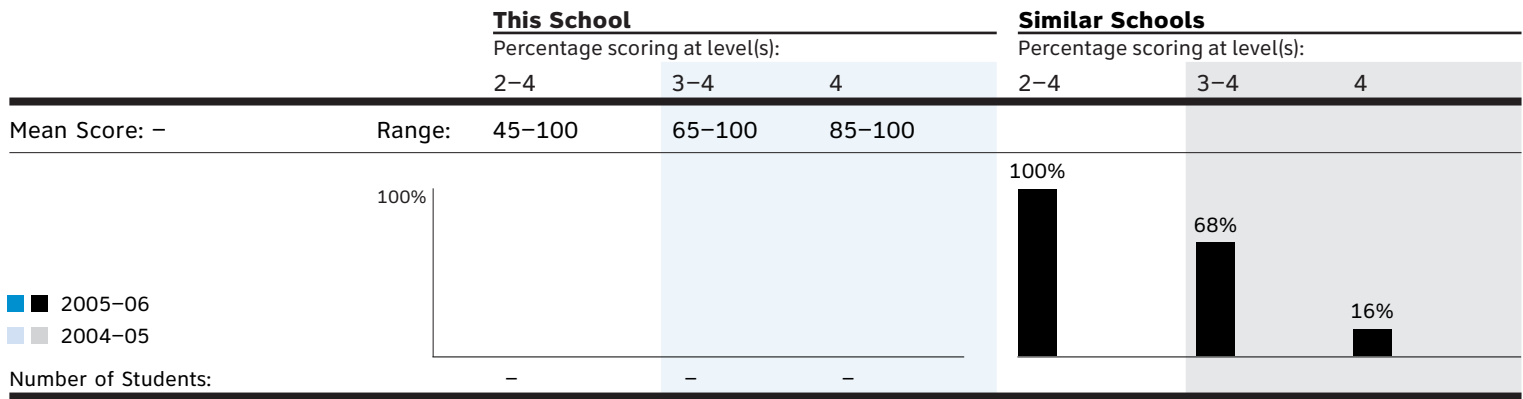 This School Similar Schools
Percentage scoring at level(s): Percentage scoring at level(s):
2–4 3–4 4 2–4 3–4 4
Mean Score: – Range: 45–100 65–100 85–100
100%
100%
68%
16%
2005–06
2004–05
Number of Students: – – –